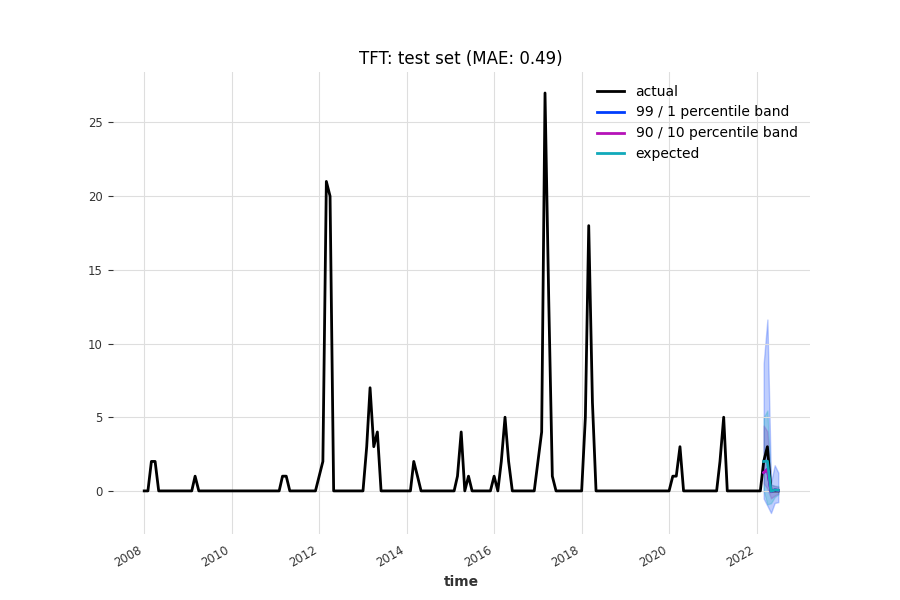 TFT: test set (MAE: 0.49)
actual
99 / 1 percentile band
90 / 10 percentile band
expected
25
20
15
10
5
0
2008
2010
2012
2014
2016
2018
2020
2022
time